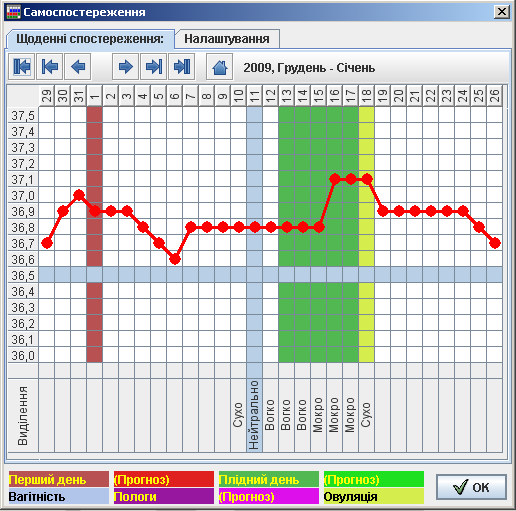 Самоспостереження
Щоденні спостереження: Налаштування
2009, Грудень - Січень
29 30 31 1 2 3 4 5 6 7 8 9 10 11 12 13 14 15 16 17 18 19 20 21 22 23 24 25 26
37,5
37,4
37,3
37,2
37,1
37,0
36,9
36,8
36,7
36,6
36,5
36,4
36,3
36,2
36,1
36,0
Виділення Сухо Нейтрально Вогко Вогко Вогко Мокро Мокро Мокро Сухо
Перший день (Прогноз) Плідний день (Прогноз)
Вагітність Пологи (Прогноз) Овуляція
ОК